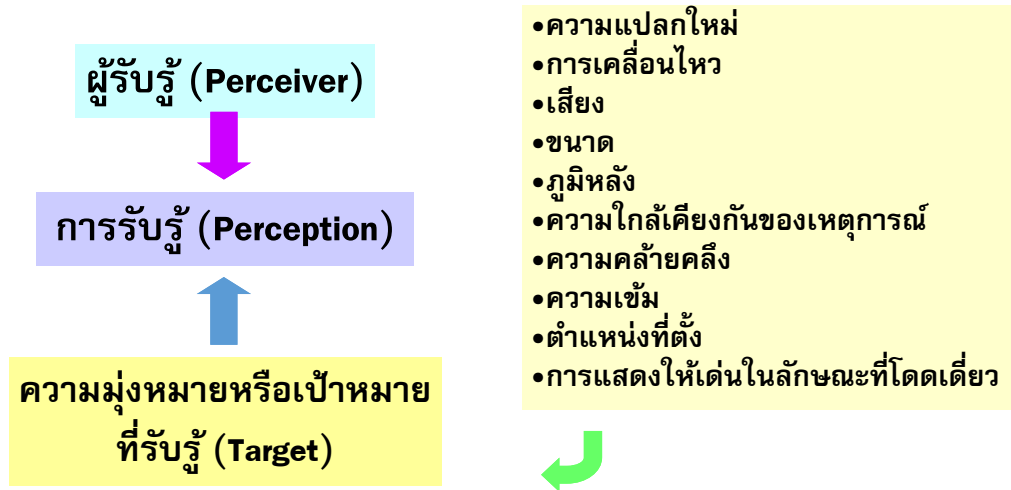 ผู้รับรู้ (Perceiver)
การรับรู้ (Perception)
ความมุ่งหมายหรือเป้าหมาย
ที่รับรู้ (Target)
•ความแปลกใหม่
•การเคลื่อนไหว
•เสียง
•ขนาด
•ภูมิหลัง
•ความใกล้เคียงกันของเหตุการณ์
•ความคล้ายคลึง
•ความเข้ม
•ตำแหน่งที่ตั้ง
•การแสดงให้เด่นในลักษณะที่โดดเดี่ยว